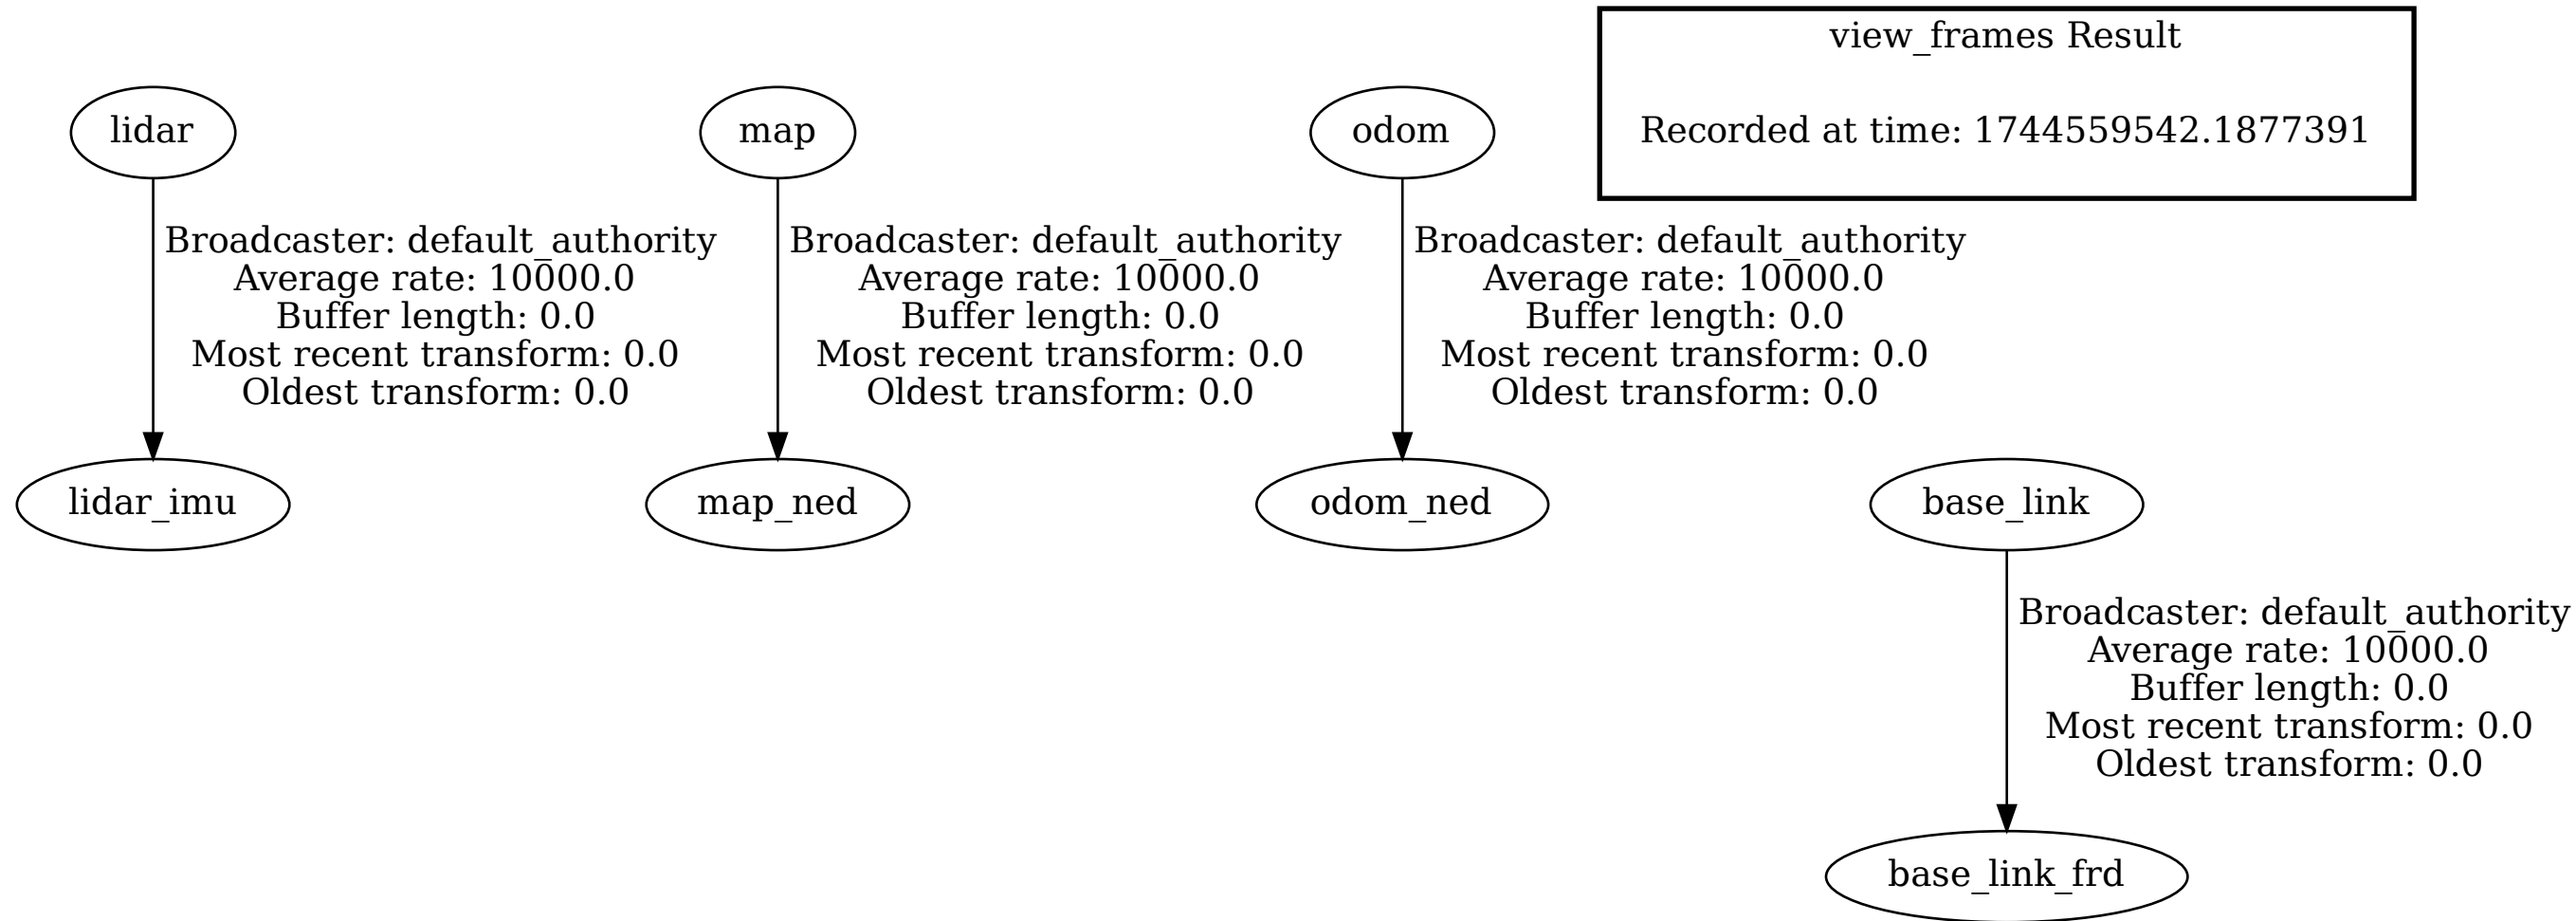 view_frames Result
Recorded at time: 1744559542.1877391
lidar
map
odom
Broadcaster: default_authority
Average rate: 10000.0
Buffer length: 0.0
Most recent transform: 0.0
Oldest transform: 0.0
Broadcaster: default_authority
Average rate: 10000.0
Buffer length: 0.0
Most recent transform: 0.0
Oldest transform: 0.0
Broadcaster: default_authority
Average rate: 10000.0
Buffer length: 0.0
Most recent transform: 0.0
Oldest transform: 0.0
lidar_imu
map_ned
odom_ned
base_link
Broadcaster: default_authority
Average rate: 10000.0
Buffer length: 0.0
Most recent transform: 0.0
Oldest transform: 0.0
base_link_frd